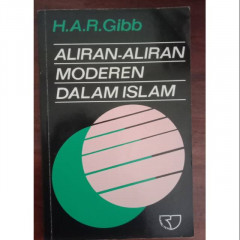 H.A.R.Gibb
ALIRAN-ALIRAN
MODEREN
DALAM ISLAM